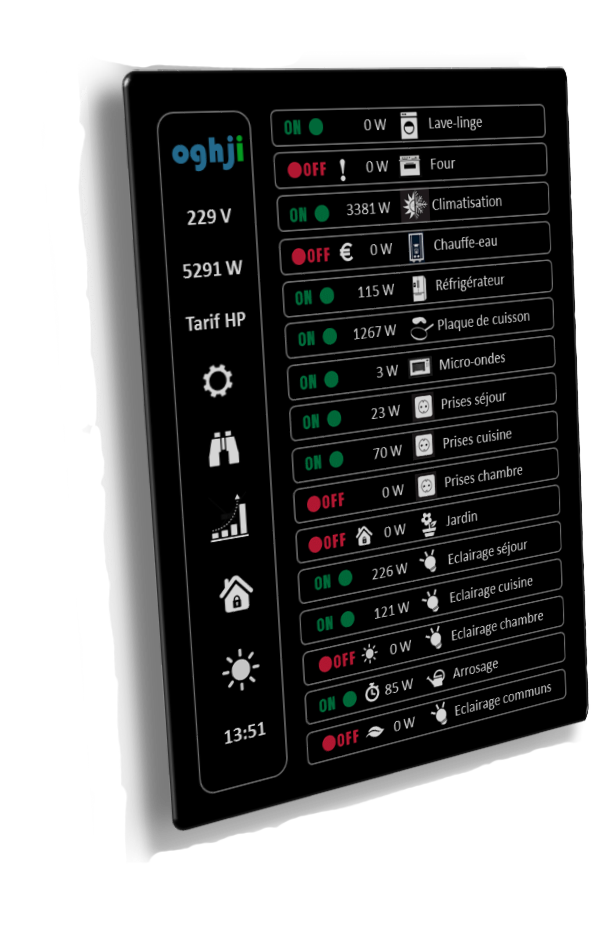 oghji
229 V
5291 W
Tarif HP
13:51
ON 0 W Lave-linge
OFF ! 0 W Four
ON 3381 W Climatisation
OFF € 0 W Chauffe-eau
ON 115 W Réfrigérateur
ON 1267 W Plaque de cuisson
ON 3 W Micro-ondes
ON 23 W Prises séjour
ON 70 W Prises cuisine
OFF 0 W Prises chambre
OFF 0 W Jardin
ON 226 W Eclairage séjour
ON 121 W Eclairage cuisine
OFF 0 W Eclairage chambre
ON 85 W Arrosage
OFF 0 W Eclairage communs